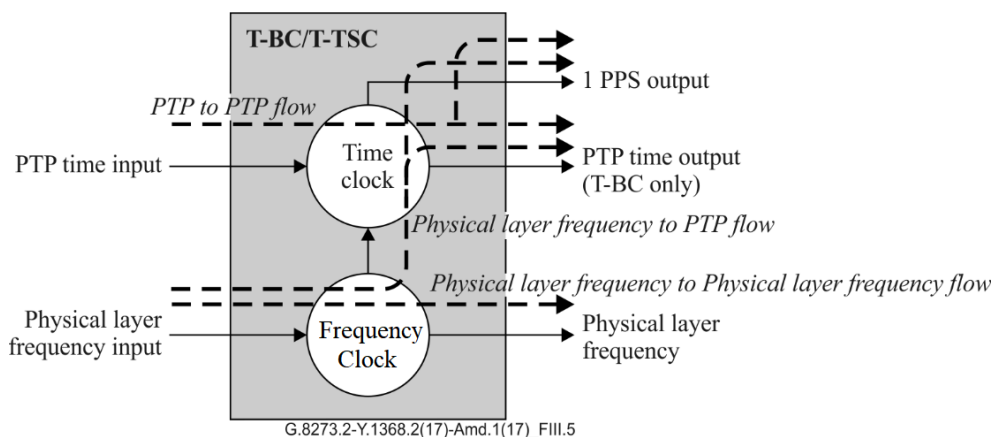 T-BC/T-TSC
1 PPS output
PTP to PTP flow
PTP time input
Time
clock
PTP time output
(T-BC only)
Physical layer frequency to PTP flow
Physical layer frequency to Physical layer frequency flow
Physical layer
frequency input
Frequency
Clock
Physical layer
frequency
G.8273.2-Y.1368.2(17)-Amd.1(17) FIII.5